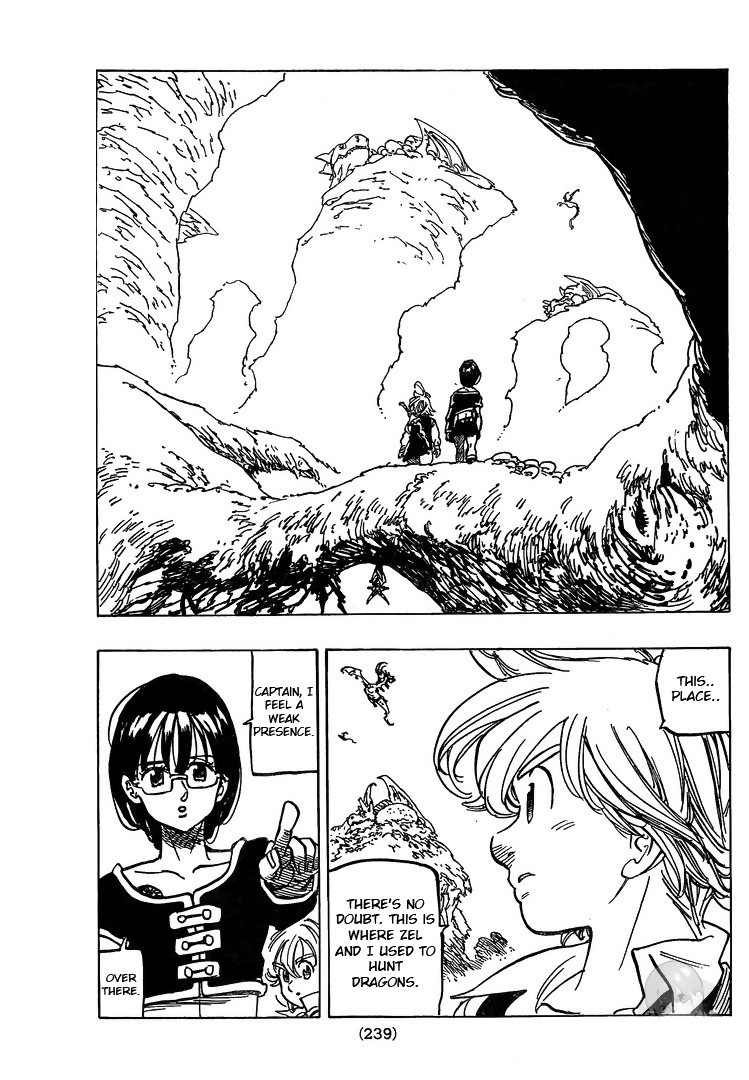 THIS..
PLACE..
THERE'S NO
DOUBT. THIS IS
WHERE ZEL
AND I USED TO
HUNT
DRAGONS.
CAPTAIN, I
FEEL A
WEAK
PRESENCE.
OVER
THERE.
(239)